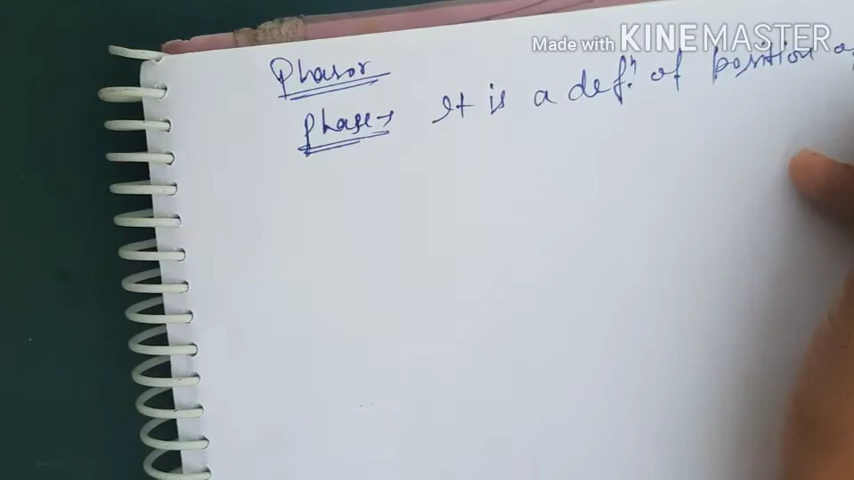 Made with KINEMASTER
Phasor
Phase → It is a defn. of position o